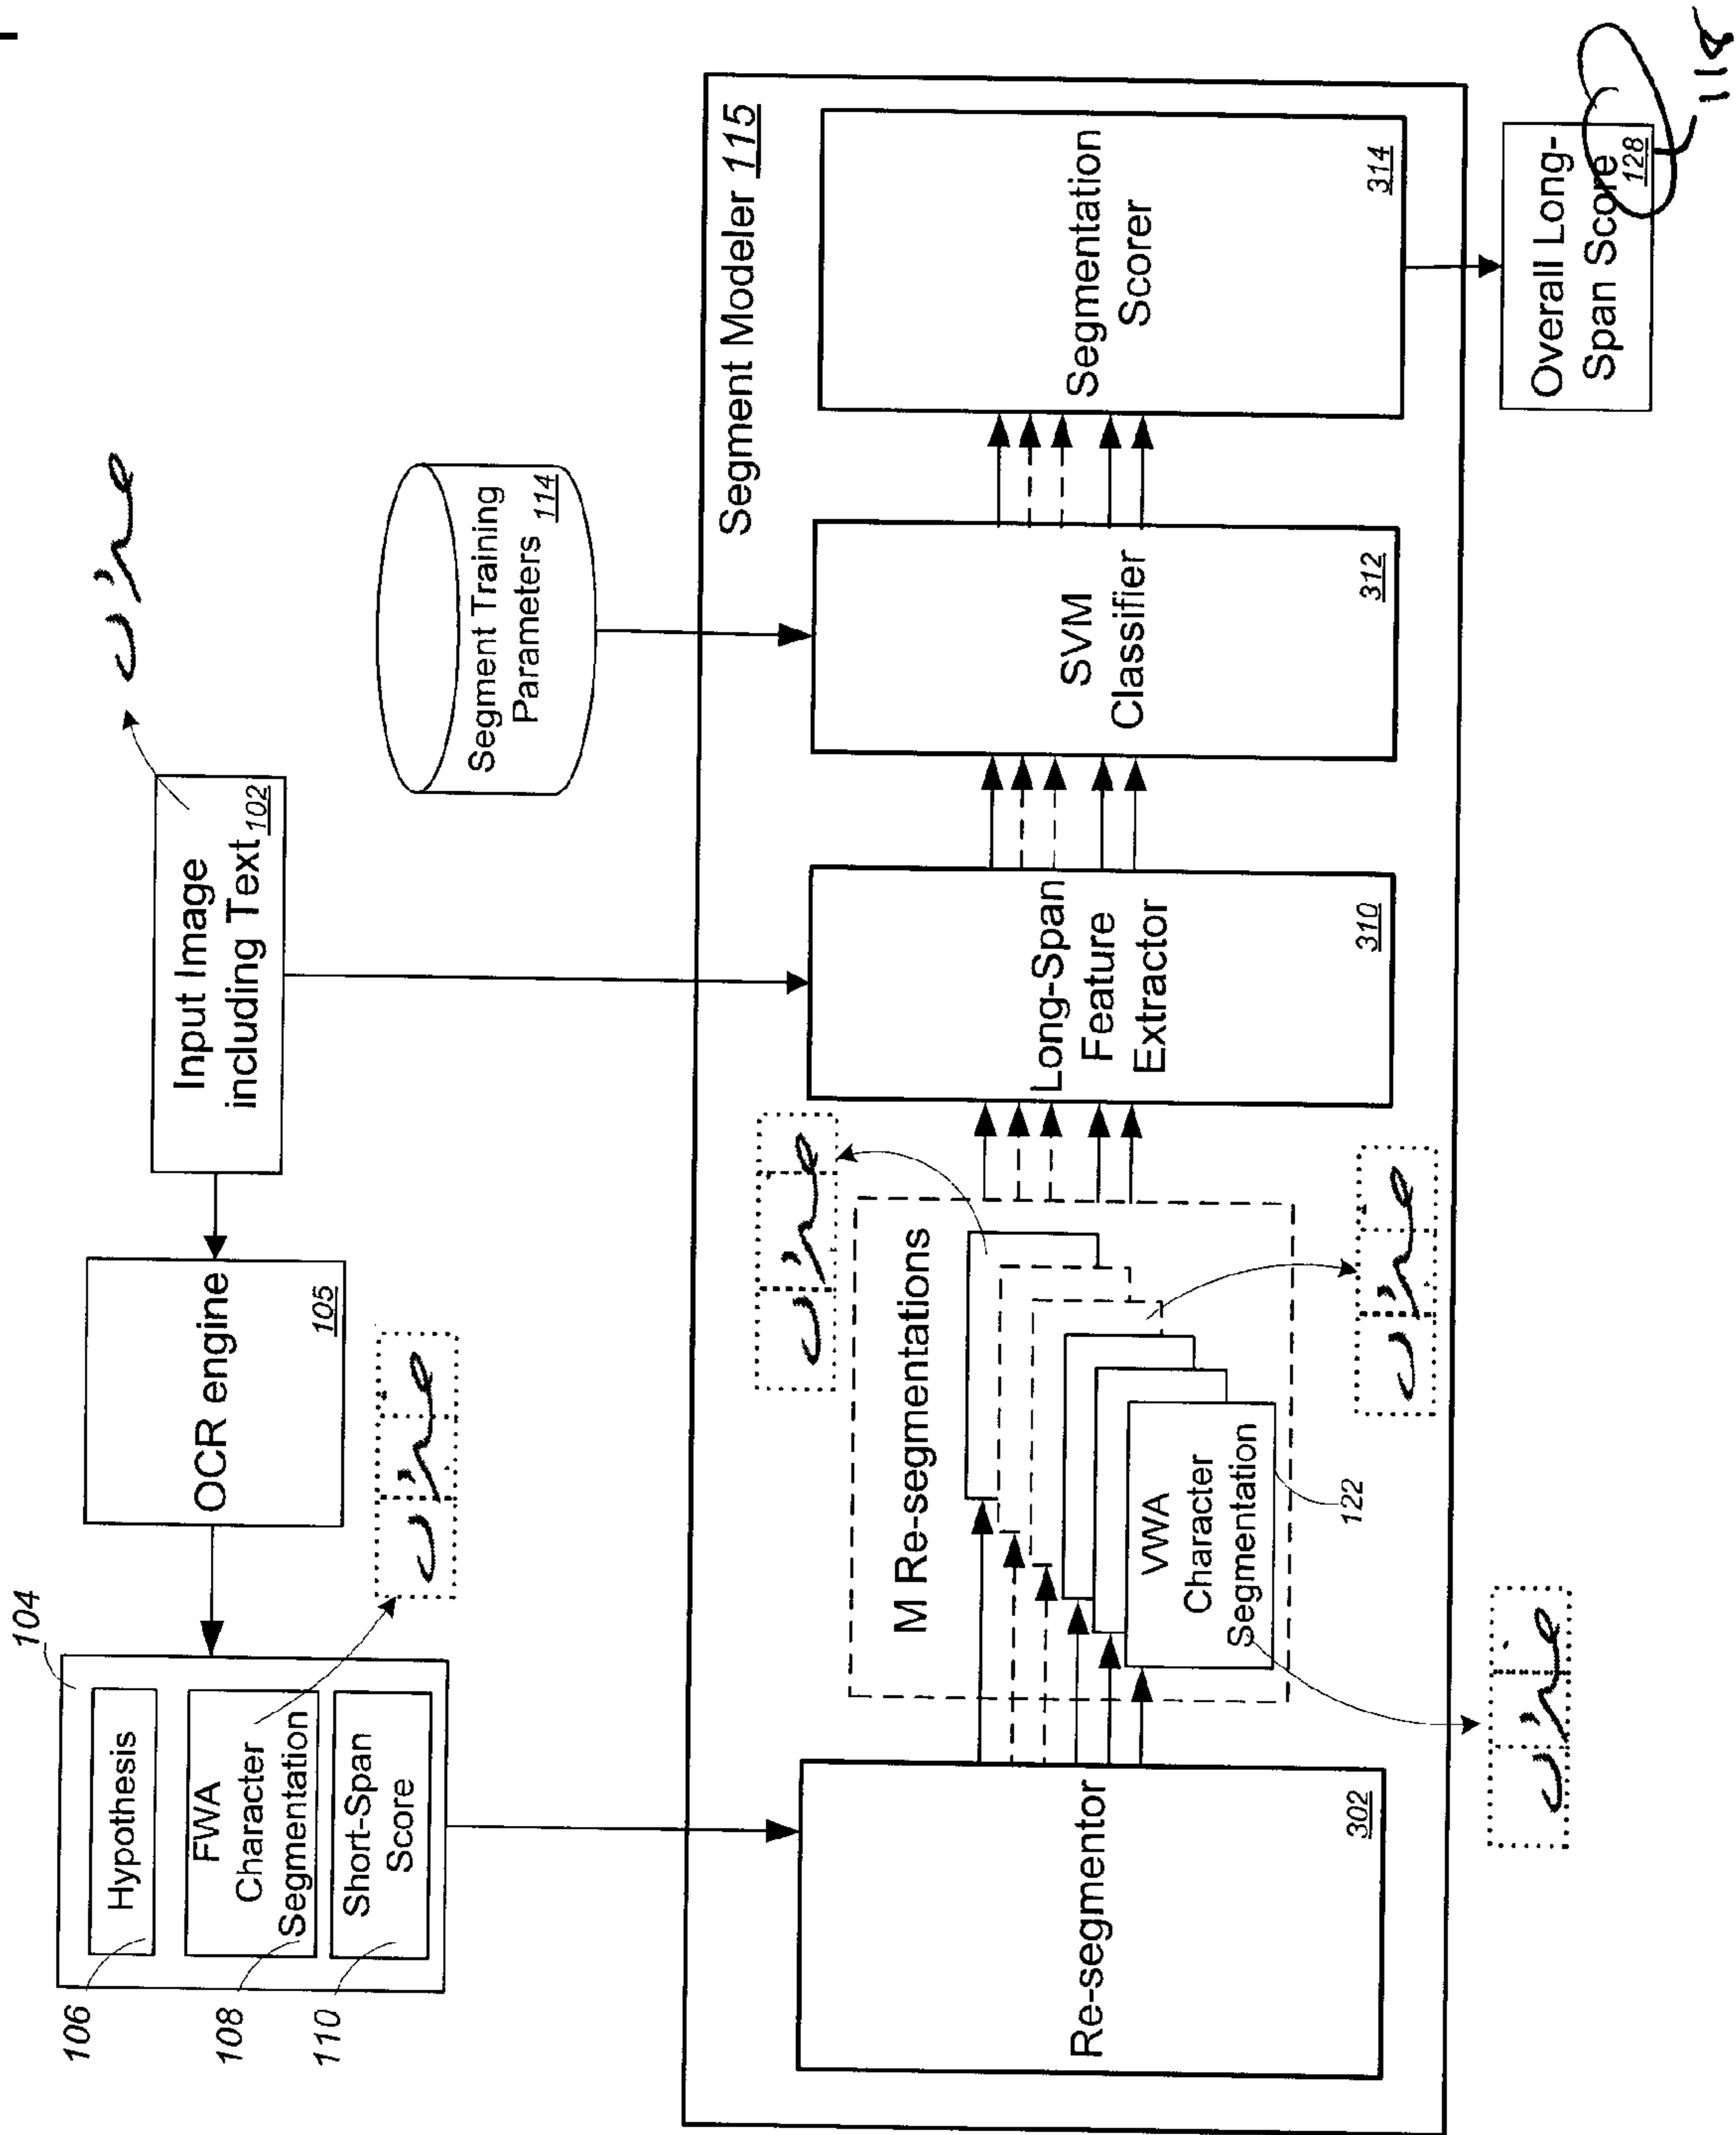 104
Hypothesis
106
FWA
Character
Segmentation
108
Short-Span
Score
110
OCR engine
105
Input Image
including Text
102
Segment Training
Parameters
114
Segment Modeler 115
Re-segmentor
302
M Re-segmentations
VWA
Character
Segmentation
122
Long-Span
Feature
Extractor
310
SVM
Classifier
312
Segmentation
Scorer
314
Overall Long-
Span Score
128
118